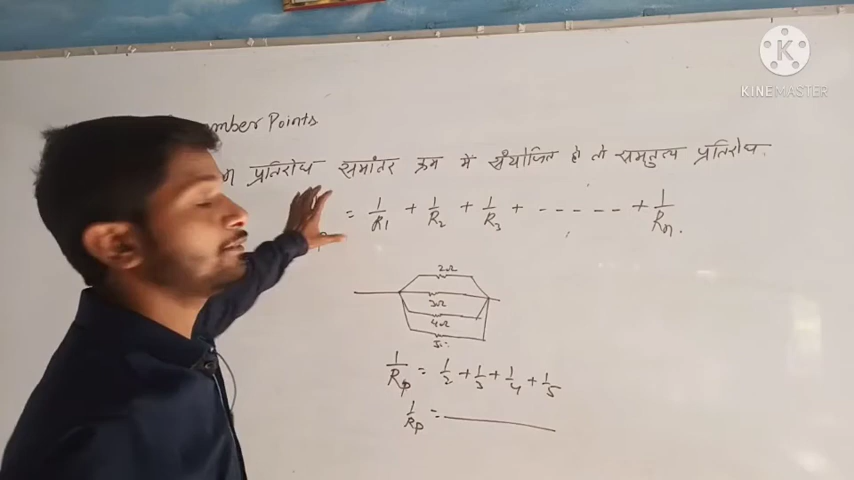 KINEMASTER
mber Points
प्रतिरोध समांतर क्रम में संयोजित हो तो समतुल्य प्रतिरोध
= 1/R1 + 1/R2 + 1/R3 + ------ + 1/Rn.
2Ω
3Ω
4Ω
1/Rp = 1/2 + 1/3 + 1/4 + 1/5
1/Rp =